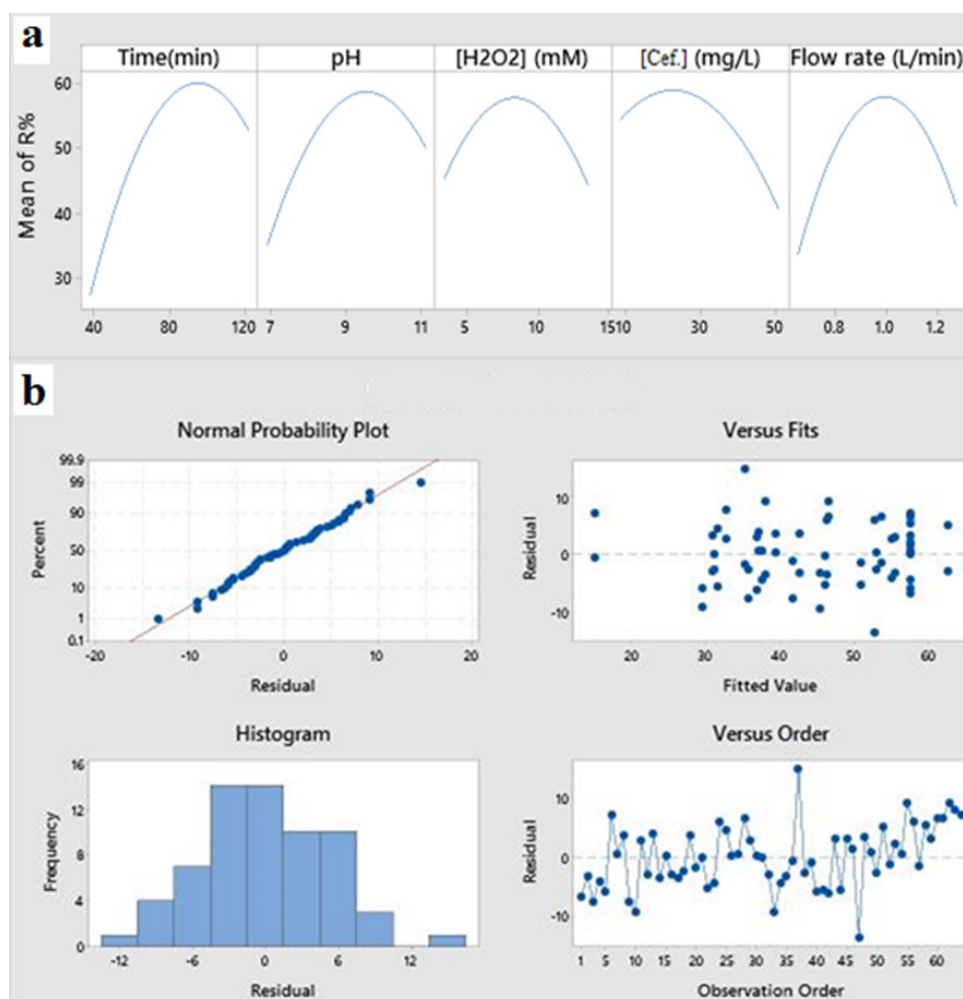 a
Time(min) pH [H2O2] (mM) [Cef.] (mg/L) Flow rate (L/min)
Mean of R%
60
50
40
30
40 80 120 7 9 11 5 10 15 10 30 50 0.8 1.0 1.2
b
Normal Probability Plot
Percent
99.9
99
90
50
10
1
0.1
-20 -10 0 10 20
Residual
Versus Fits
Residual
10
0
-10
20 30 40 50 60
Fitted Value
Histogram
Frequency
16
12
8
4
0
-12 -6 0 6 12
Residual
Versus Order
Residual
10
0
-10
1 5 10 15 20 25 30 35 40 45 50 55 60
Observation Order